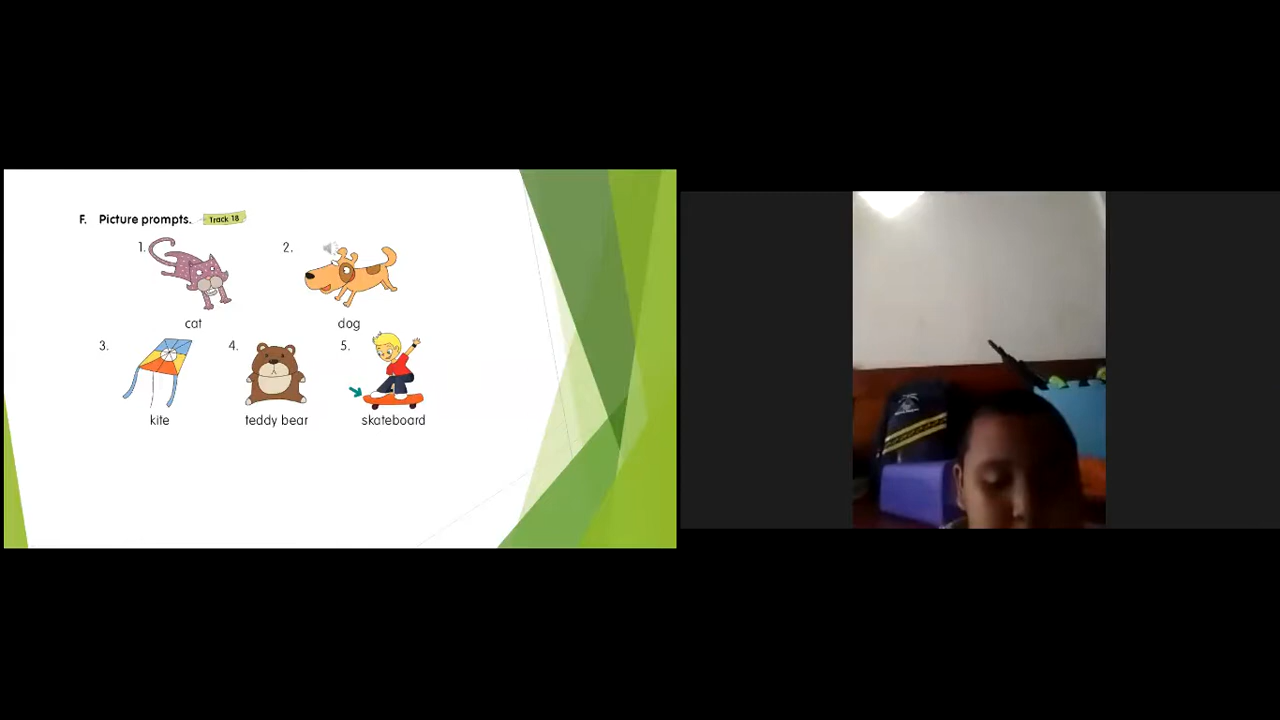 F. Picture prompts. Track 18
1. 2.
cat dog
3. 4. 5.
kite teddy bear skateboard